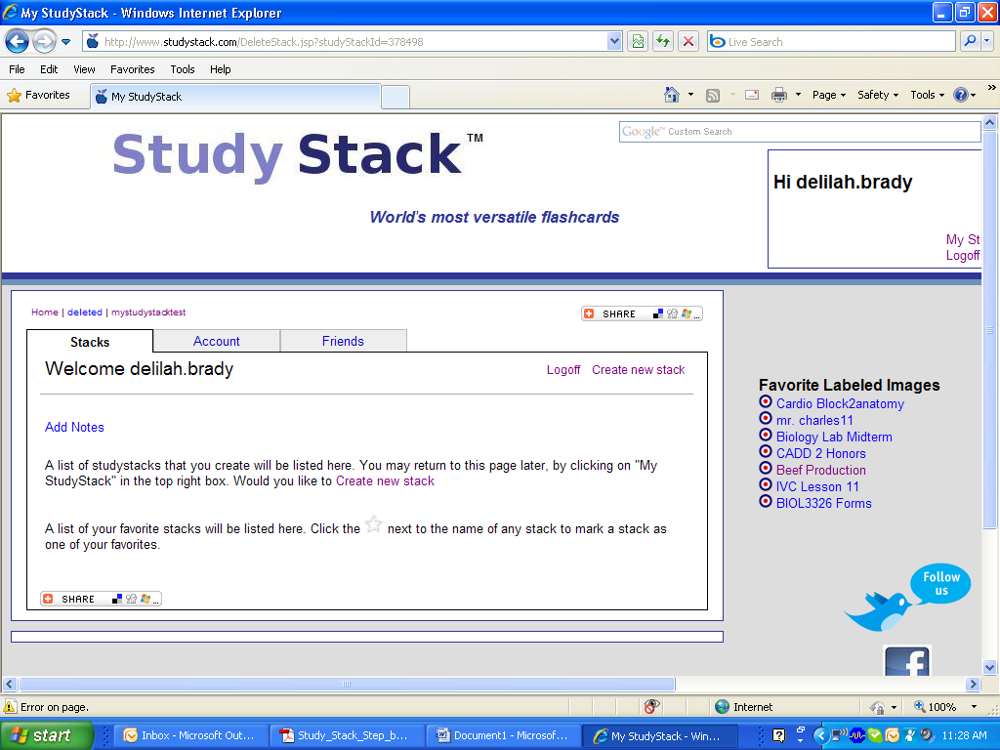 My StudyStack - Windows Internet Explorer
http://www.studystack.com/DeleteStack.jsp?studyStackId=378498
Live Search
File Edit View Favorites Tools Help
Favorites
My StudyStack
Page Safety Tools
Study Stack™
Google™ Custom Search
Hi delilah.brady
World's most versatile flashcards
My St
Logoff
Home | deleted | mystudystacktest
SHARE ...
Stacks Account Friends
Welcome delilah.brady
Logoff Create new stack
Add Notes
A list of studystacks that you create will be listed here. You may return to this page later, by clicking on "My
StudyStack" in the top right box. Would you like to Create new stack
A list of your favorite stacks will be listed here. Click the next to the name of any stack to mark a stack as
one of your favorites.
SHARE ...
Favorite Labeled Images
Cardio Block2anatomy
mr. charles11
Biology Lab Midterm
CADD 2 Honors
Beef Production
IVC Lesson 11
BIOL3326 Forms
Follow
us
f
Error on page.
Internet
100%
start
Inbox - Microsoft Out...
Study_Stack_Step_b...
Document1 - Microsof...
My StudyStack - Win...
11:28 AM